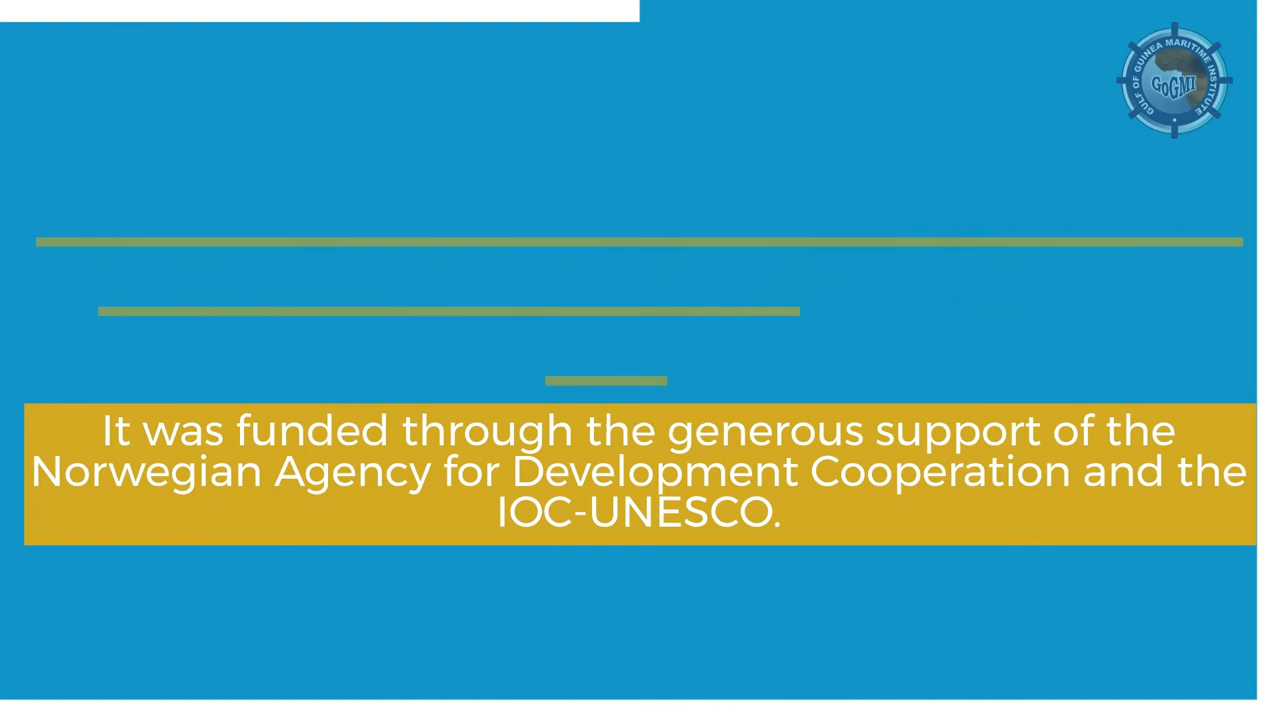 GULF OF GUINEA MARITIME INSTITUTE
GoGMI
It was funded through the generous support of the
Norwegian Agency for Development Cooperation and the
IOC-UNESCO.